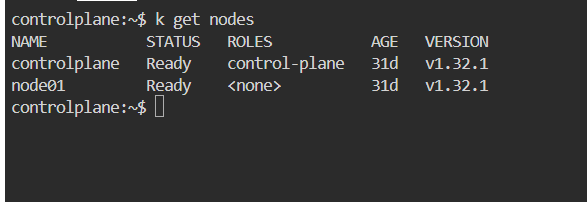 controlplane:~$ k get nodes
NAME STATUS ROLES AGE VERSION
controlplane Ready control-plane 31d v1.32.1
node01 Ready <none> 31d v1.32.1
controlplane:~$